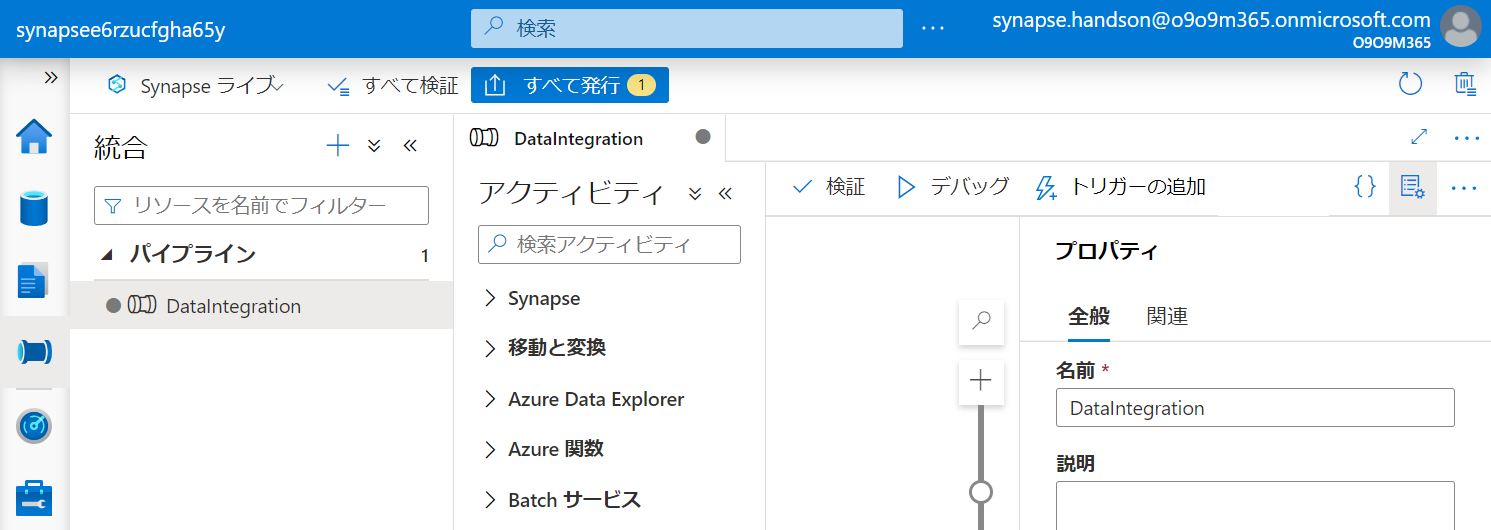 synapsee6rzucfgha65y
検索
synapse.handson@o9o9m365.onmicrosoft.com
O9O9M365
Synapse ライブ
すべて検証
すべて発行 1
統合
リソースを名前でフィルター
パイプライン 1
DataIntegration
DataIntegration
アクティビティ
検索アクティビティ
Synapse
移動と変換
Azure Data Explorer
Azure 関数
Batch サービス
検証
デバッグ
トリガーの追加
{}
プロパティ
全般
関連
名前 *
DataIntegration
説明